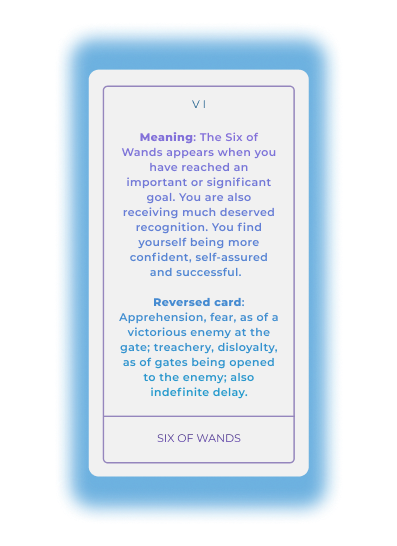 VI
Meaning: The Six of
Wands appears when you
have reached an
important or significant
goal. You are also
receiving much deserved
recognition. You find
yourself being more
confident, self-assured
and successful.
Reversed card:
Apprehension, fear, as of a
victorious enemy at the
gate; treachery, disloyalty,
as of gates being opened
to the enemy; also
indefinite delay.
SIX OF WANDS